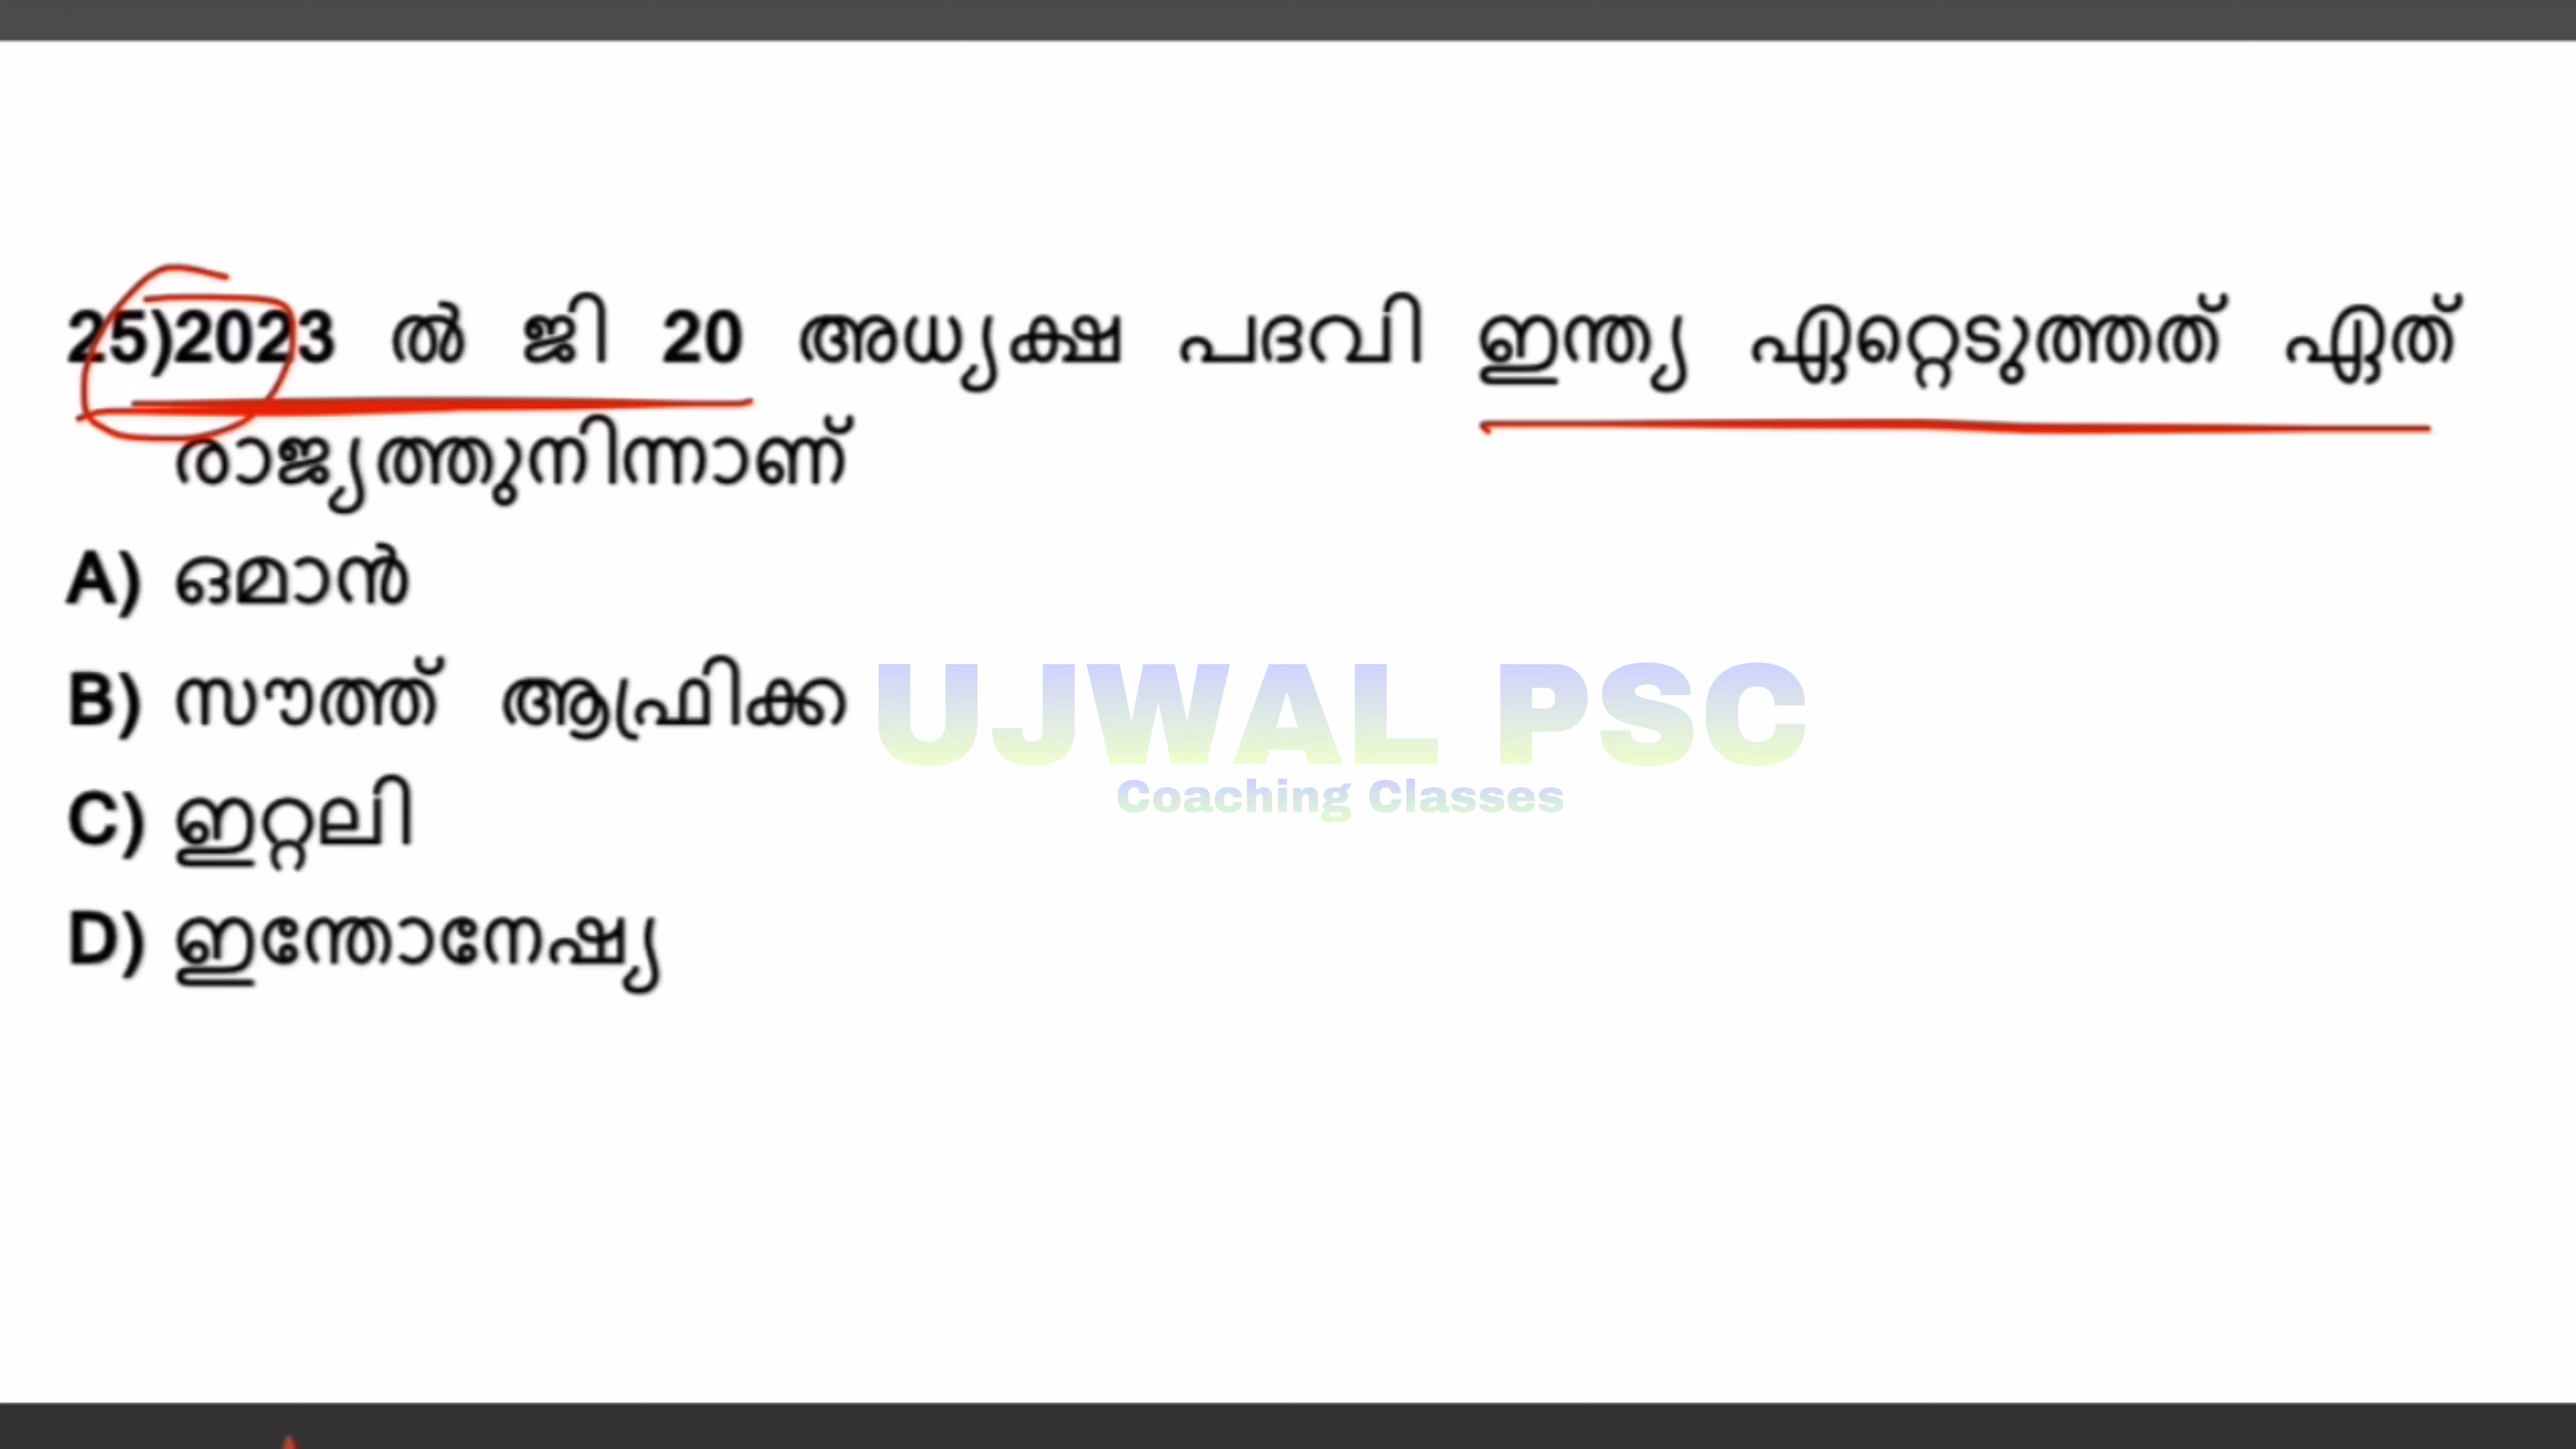 25)2023 ൽ ജി 20 അധ്യക്ഷ പദവി ഇന്ത്യ ഏറ്റെടുത്തത് ഏത്
രാജ്യത്തുനിന്നാണ്
A) ഒമാൻ
B) സൗത്ത് ആഫ്രിക്ക
C) ഇറ്റലി
D) ഇന്തോനേഷ്യ
UJWAL PSC
Coaching Classes